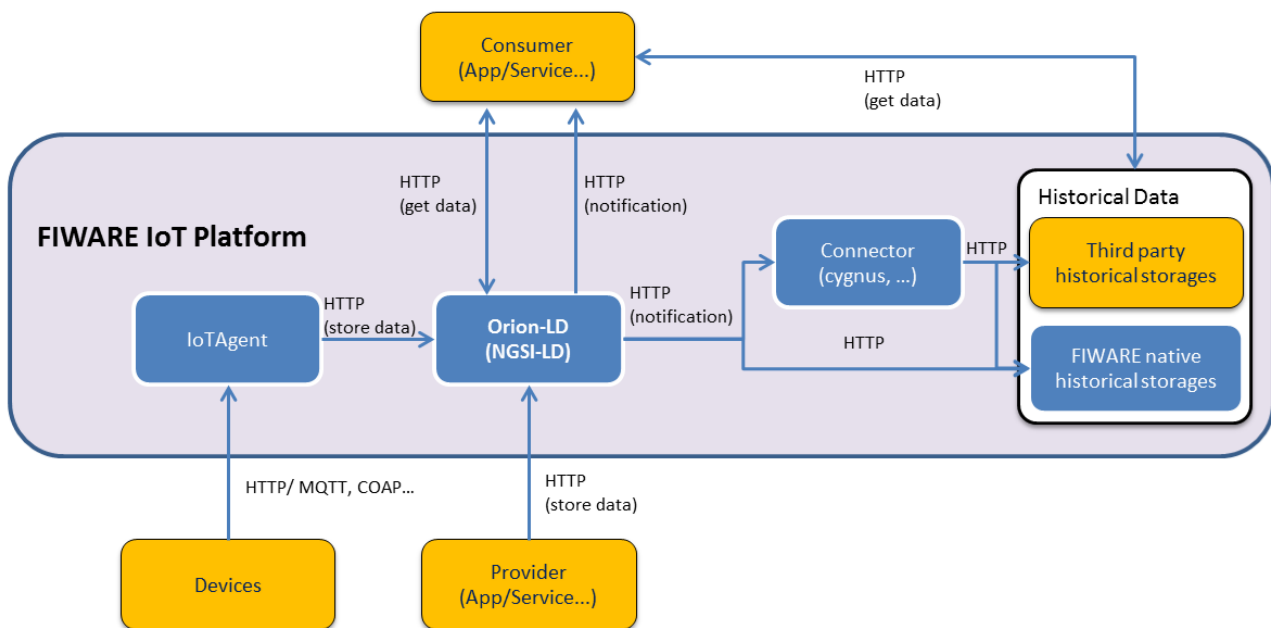 Consumer
(App/Service...)
HTTP
(get data)
HTTP
(get data)
HTTP
(notification)
Historical Data
FIWARE IoT Platform
Third party
historical storages
Connector
(cygnus, ...)
HTTP
HTTP
(store data)
HTTP
(notification)
IoTAgent
Orion-LD
(NGSI-LD)
HTTP
FIWARE native
historical storages
HTTP/ MQTT, COAP...
HTTP
(store data)
Devices
Provider
(App/Service...)